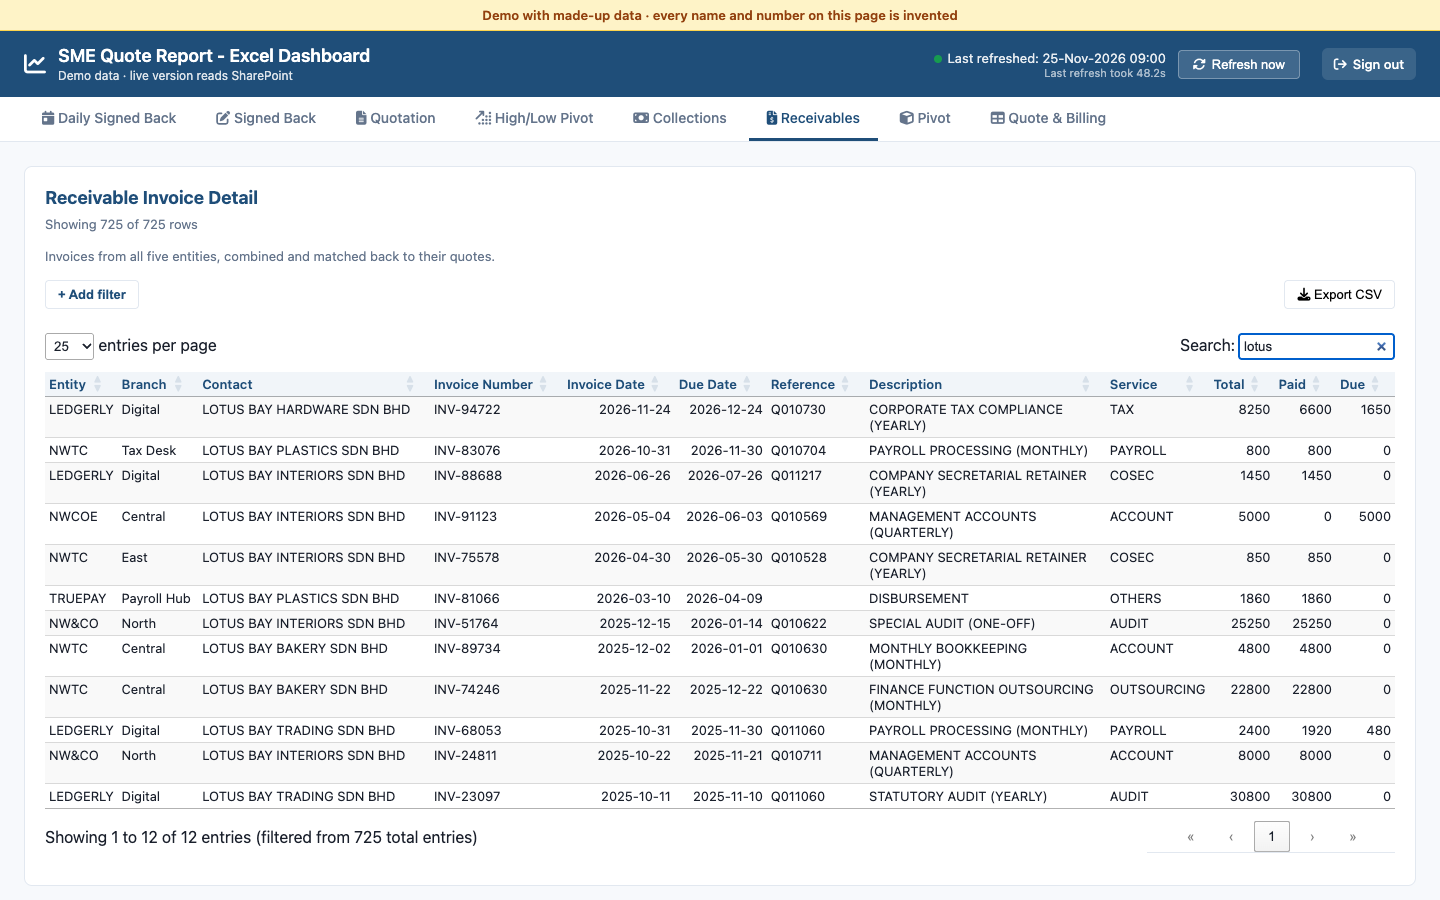 Demo with made-up data · every name and number on this page is invented
SME Quote Report - Excel Dashboard
Demo data · live version reads SharePoint
Last refreshed: 25-Nov-2026 09:00
Last refresh took 48.2s
Refresh now
Sign out
Daily Signed Back Signed Back Quotation High/Low Pivot Collections Receivables Pivot Quote & Billing
Receivable Invoice Detail
Showing 725 of 725 rows
Invoices from all five entities, combined and matched back to their quotes.
+ Add filter
Export CSV
25 entries per page
Search: lotus ×
Entity Branch Contact Invoice Number Invoice Date Due Date Reference Description Service Total Paid Due
LEDGERLY Digital LOTUS BAY HARDWARE SDN BHD INV-94722 2026-11-24 2026-12-24 Q010730 CORPORATE TAX COMPLIANCE (YEARLY) TAX 8250 6600 1650
NWTC Tax Desk LOTUS BAY PLASTICS SDN BHD INV-83076 2026-10-31 2026-11-30 Q010704 PAYROLL PROCESSING (MONTHLY) PAYROLL 800 800 0
LEDGERLY Digital LOTUS BAY INTERIORS SDN BHD INV-88688 2026-06-26 2026-07-26 Q011217 COMPANY SECRETARIAL RETAINER (YEARLY) COSEC 1450 1450 0
NWCOE Central LOTUS BAY INTERIORS SDN BHD INV-91123 2026-05-04 2026-06-03 Q010569 MANAGEMENT ACCOUNTS (QUARTERLY) ACCOUNT 5000 0 5000
NWTC East LOTUS BAY INTERIORS SDN BHD INV-75578 2026-04-30 2026-05-30 Q010528 COMPANY SECRETARIAL RETAINER (YEARLY) COSEC 850 850 0
TRUEPAY Payroll Hub LOTUS BAY PLASTICS SDN BHD INV-81066 2026-03-10 2026-04-09 DISBURSEMENT OTHERS 1860 1860 0
NW&CO North LOTUS BAY INTERIORS SDN BHD INV-51764 2025-12-15 2026-01-14 Q010622 SPECIAL AUDIT (ONE-OFF) AUDIT 25250 25250 0
NWTC Central LOTUS BAY BAKERY SDN BHD INV-89734 2025-12-02 2026-01-01 Q010630 MONTHLY BOOKKEEPING (MONTHLY) ACCOUNT 4800 4800 0
NWTC Central LOTUS BAY BAKERY SDN BHD INV-74246 2025-11-22 2025-12-22 Q010630 FINANCE FUNCTION OUTSOURCING (MONTHLY) OUTSOURCING 22800 22800 0
LEDGERLY Digital LOTUS BAY TRADING SDN BHD INV-68053 2025-10-31 2025-11-30 Q011060 PAYROLL PROCESSING (MONTHLY) PAYROLL 2400 1920 480
NW&CO North LOTUS BAY INTERIORS SDN BHD INV-24811 2025-10-22 2025-11-21 Q010711 MANAGEMENT ACCOUNTS (QUARTERLY) ACCOUNT 8000 8000 0
LEDGERLY Digital LOTUS BAY TRADING SDN BHD INV-23097 2025-10-11 2025-11-10 Q011060 STATUTORY AUDIT (YEARLY) AUDIT 30800 30800 0
Showing 1 to 12 of 12 entries (filtered from 725 total entries)
« ‹ 1 › »